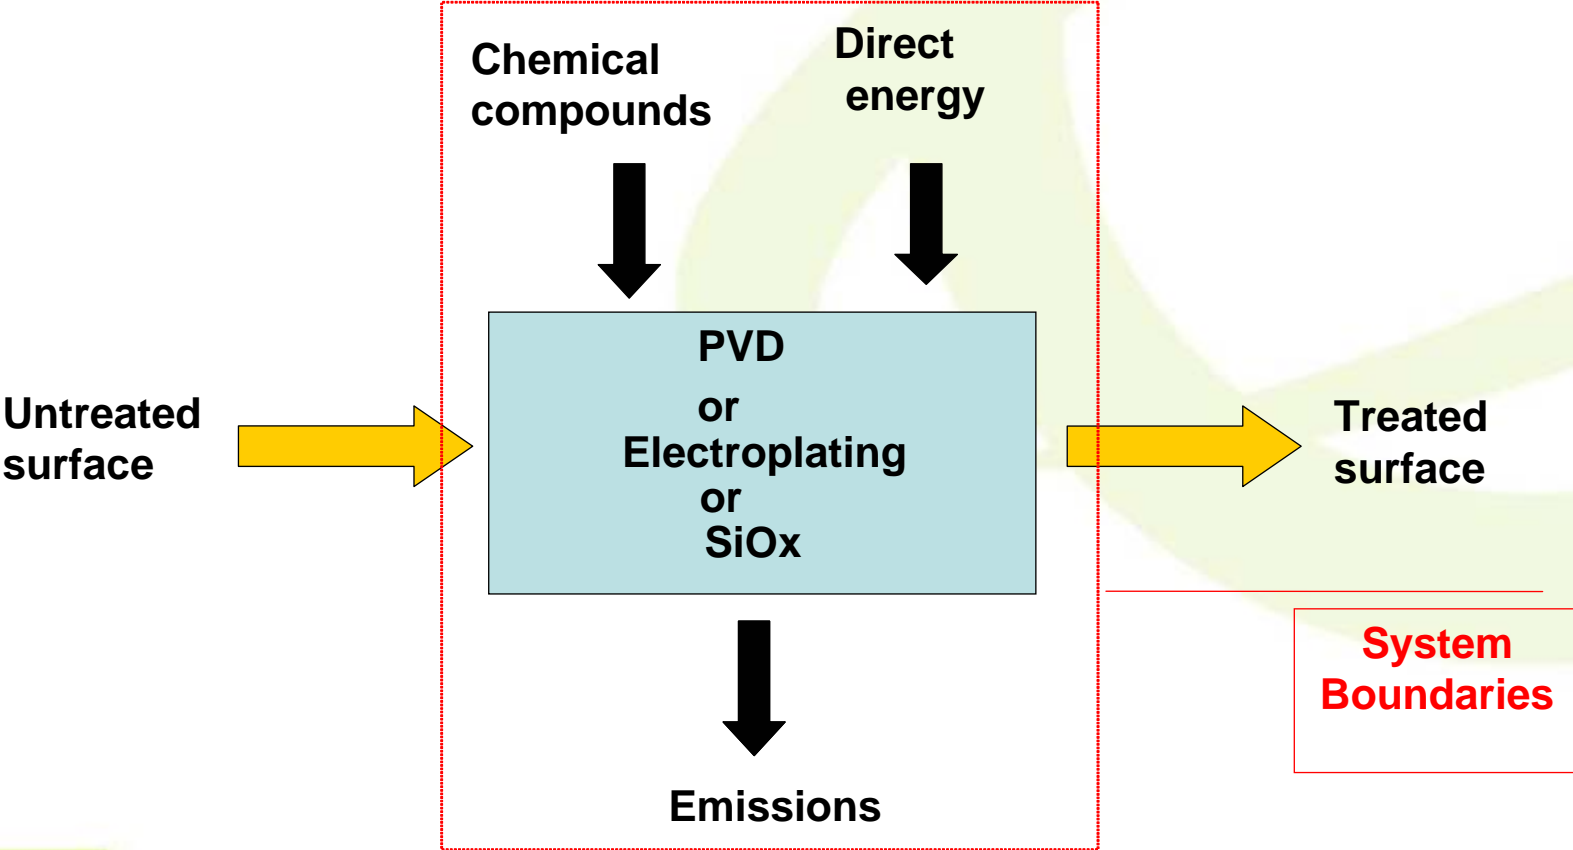 Chemical
compounds
Direct
energy
PVD
or
Electroplating
or
SiOx
Untreated
surface
Treated
surface
System
Boundaries
Emissions